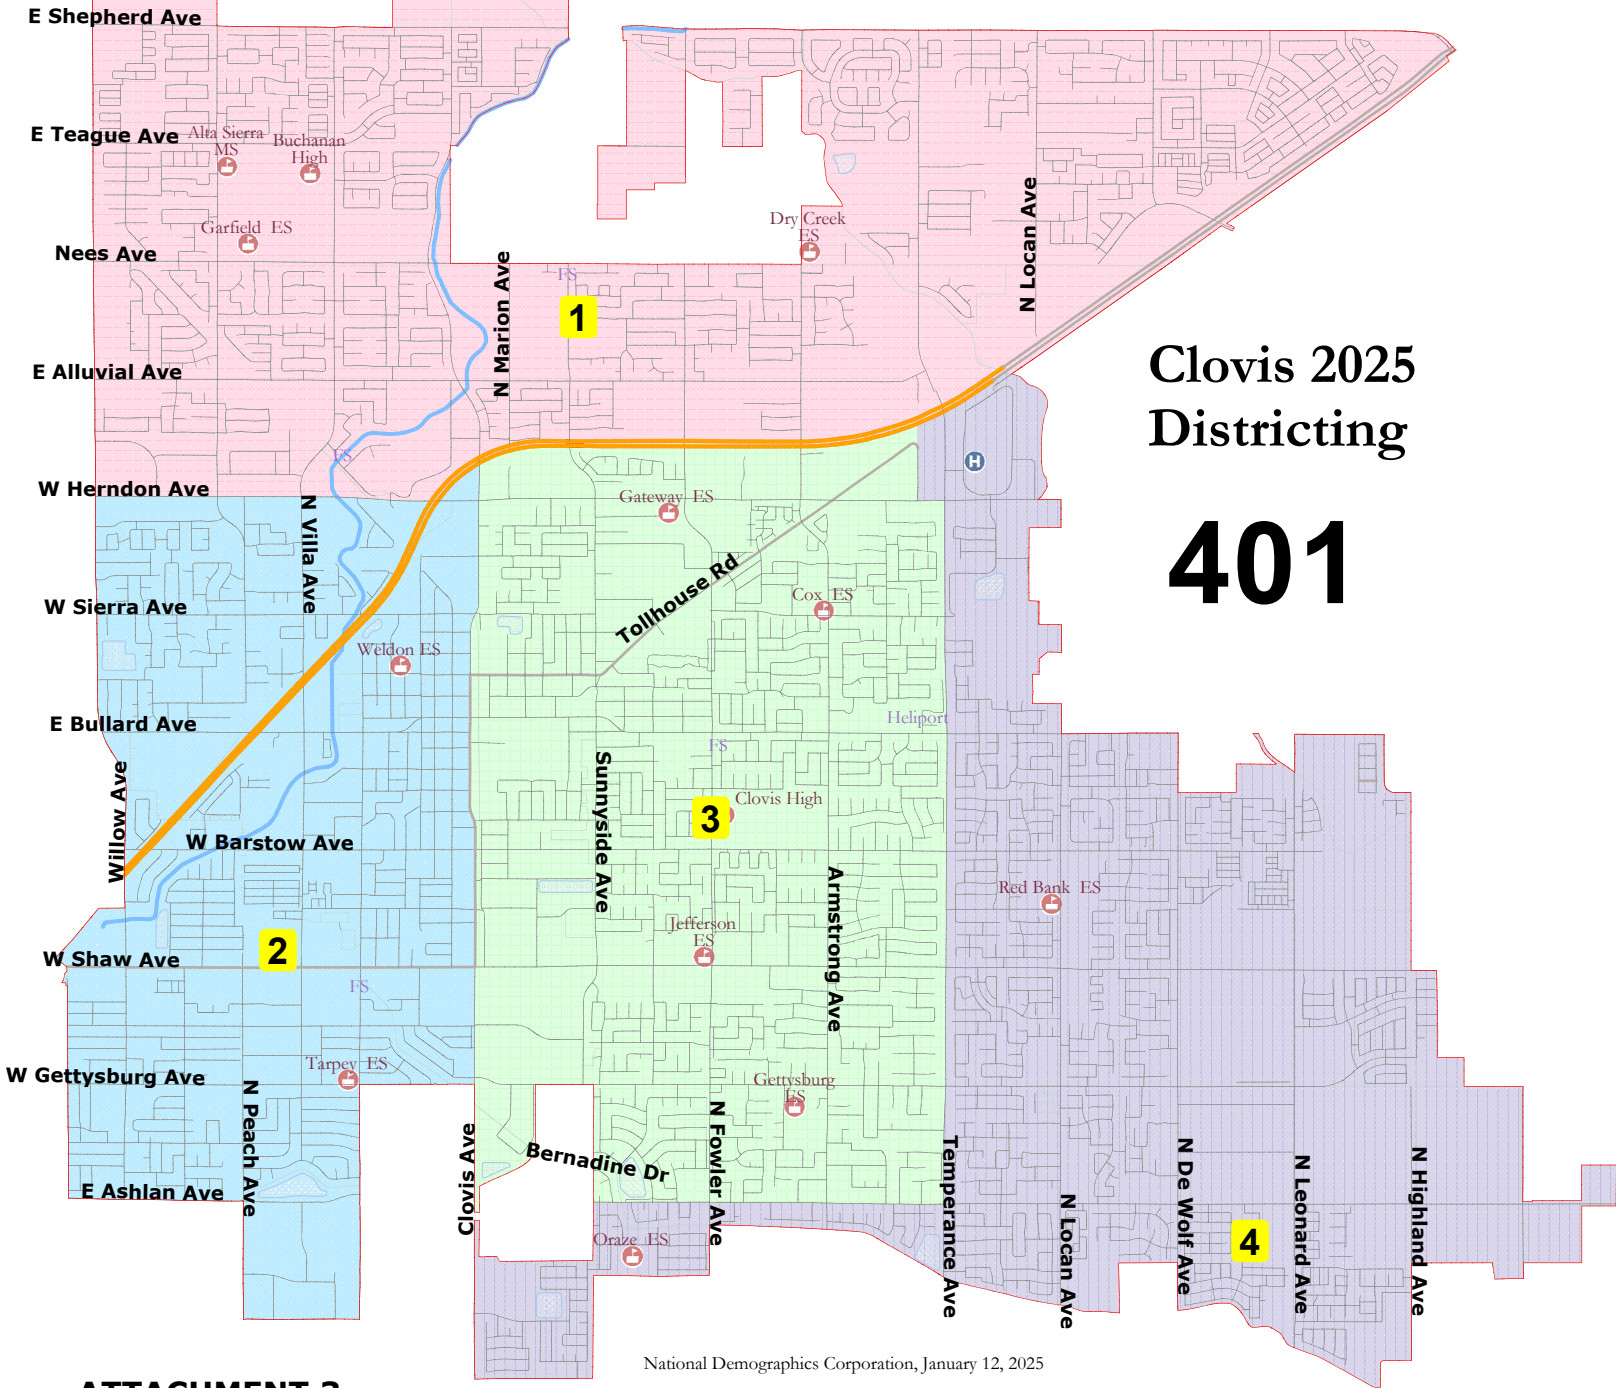 E Shepherd Ave
E Teague Ave
Alta Sierra
MS
Buchanan
High
Garfield ES
Nees Ave
Dry Creek
ES
N Locan Ave
FS
N Marion Ave
1
E Alluvial Ave
Clovis 2025
Districting
401
FS
W Herndon Ave
N Villa Ave
H
Gateway ES
Tollhouse Rd
Cox ES
W Sierra Ave
Weldon ES
E Bullard Ave
Heliport
FS
Willow Ave
Sunnyside Ave
Clovis High
3
W Barstow Ave
Armstrong Ave
Red Bank ES
Jefferson
ES
2
W Shaw Ave
FS
Tarpey ES
W Gettysburg Ave
Gettysburg
ES
N Peach Ave
Clovis Ave
Bernadine Dr
N Fowler Ave
Temperance Ave
N Locan Ave
N De Wolf Ave
N Leonard Ave
N Highland Ave
E Ashlan Ave
Oraze ES
4
National Demographics Corporation, January 12, 2025
ATTACHMENT 3